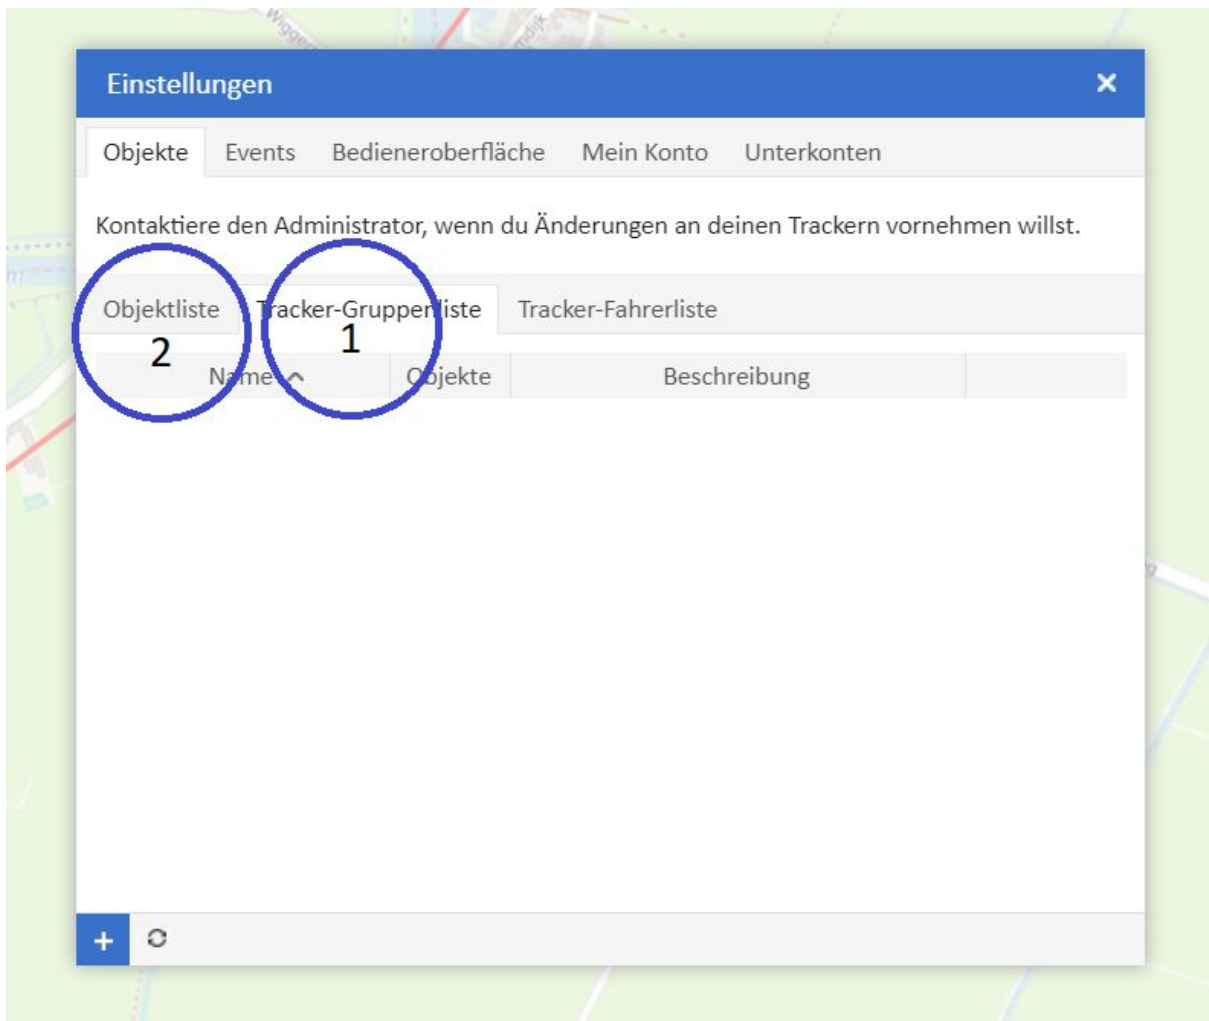 Einstellungen
Objekte Events Bedieneroberfläche Mein Konto Unterkonten
Kontaktiere den Administrator, wenn du Änderungen an deinen Trackern vornehmen willst.
Objektliste Tracker-Gruppenliste Tracker-Fahrerliste
2 1
Name Objekte Beschreibung